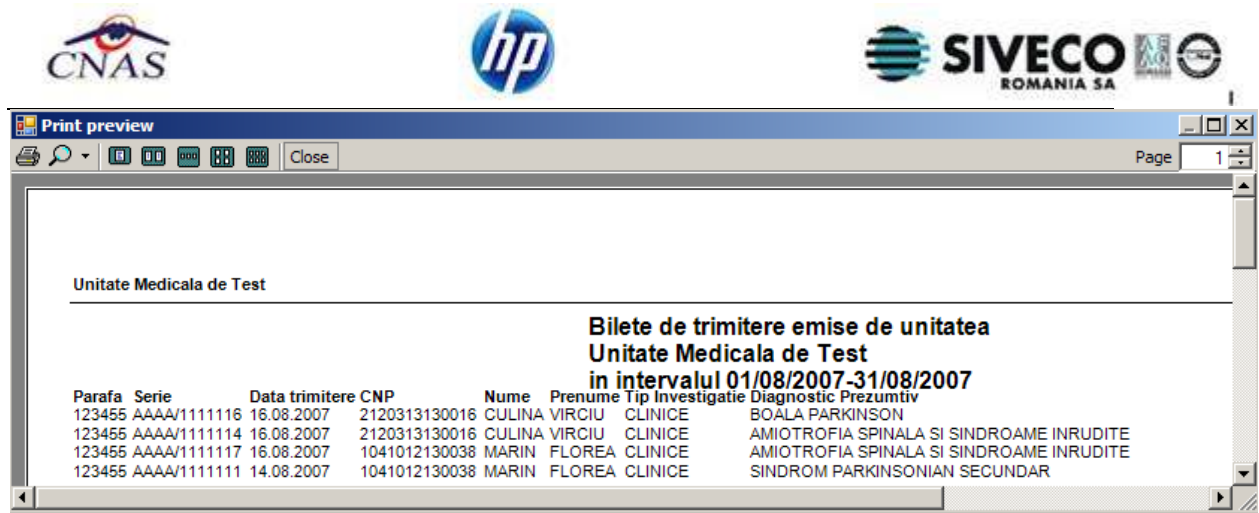 CNAS
hp
SIVECO
ROMANIA SA
Print preview
Close
Page 1
Unitate Medicala de Test
Bilete de trimitere emise de unitatea
Unitate Medicala de Test
in intervalul 01/08/2007-31/08/2007
Parafa Serie Data trimitere CNP Nume Prenume Tip Investigatie Diagnostic Prezumtiv
123455 AAAA/1111116 16.08.2007 2120313130016 CULINA VIRCIU CLINICE BOALA PARKINSON
123455 AAAA/1111114 16.08.2007 2120313130016 CULINA VIRCIU CLINICE AMIOTROFIA SPINALA SI SINDROAME INRUDITE
123455 AAAA/1111117 16.08.2007 1041012130038 MARIN FLOREA CLINICE AMIOTROFIA SPINALA SI SINDROAME INRUDITE
123455 AAAA/1111111 14.08.2007 1041012130038 MARIN FLOREA CLINICE SINDROM PARKINSONIAN SECUNDAR